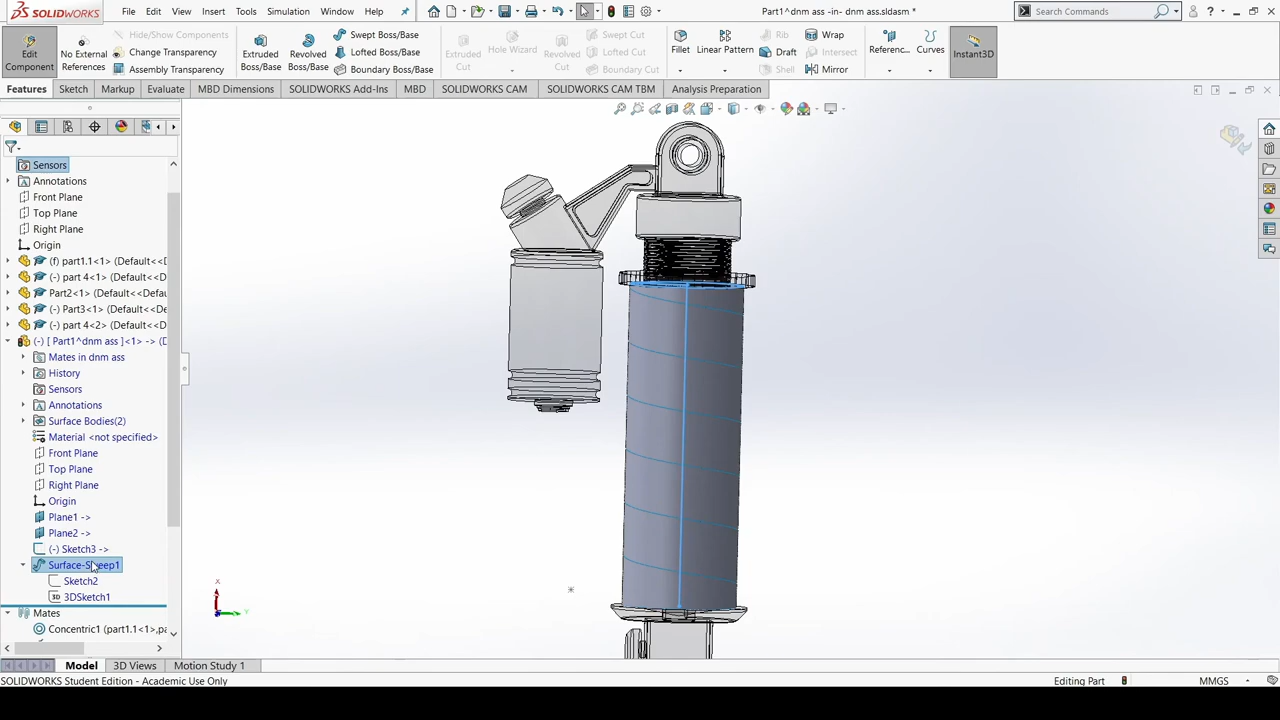 SOLIDWORKS File Edit View Insert Tools Simulation Window Help Part1^dnm ass -in- dnm ass.sldasm * Search Commands
Edit Component
No External References
Hide/Show Components
Change Transparency
Assembly Transparency
Extruded Boss/Base
Revolved Boss/Base
Swept Boss/Base
Lofted Boss/Base
Boundary Boss/Base
Extruded Cut
Hole Wizard
Revolved Cut
Swept Cut
Lofted Cut
Boundary Cut
Fillet
Linear Pattern
Rib
Draft
Shell
Wrap
Intersect
Mirror
Referenc...
Curves
Instant3D
Features Sketch Markup Evaluate MBD Dimensions SOLIDWORKS Add-Ins MBD SOLIDWORKS CAM SOLIDWORKS CAM TBM Analysis Preparation
Sensors
Annotations
Front Plane
Top Plane
Right Plane
Origin
(f) part1.1<1> (Default<<D
(-) part 4<1> (Default<<Def
Part2<1> (Default<<Default
(-) Part3<1> (Default<<Def
(-) part 4<2> (Default<<Def
(-) [ Part1^dnm ass ]<1> -> (D
Mates in dnm ass
History
Sensors
Annotations
Surface Bodies(2)
Material <not specified>
Front Plane
Top Plane
Right Plane
Origin
Plane1 ->
Plane2 ->
(-) Sketch3 ->
Surface-Sweep1
Sketch2
3DSketch1
Mates
Concentric1 (part1.1<1>,pa
X
Y
Model 3D Views Motion Study 1
SOLIDWORKS Student Edition - Academic Use Only Editing Part MMGS